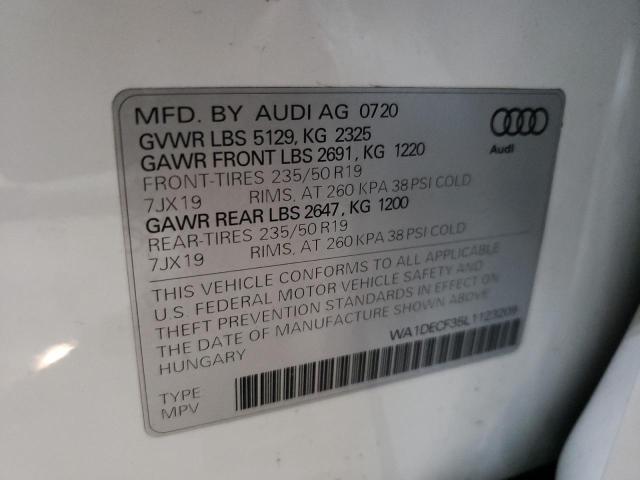 MFD. BY AUDI AG 0720
GVWR LBS 5129, KG 2325
GAWR FRONT LBS 2691, KG 1220
FRONT-TIRES 235/50 R19
7JX19 RIMS. AT 260 KPA 38 PSI COLD
GAWR REAR LBS 2647, KG 1200
REAR-TIRES 235/50 R19
7JX19 RIMS. AT 260 KPA 38 PSI COLD
Audi
THIS VEHICLE CONFORMS TO ALL APPLICABLE
U.S. FEDERAL MOTOR VEHICLE SAFETY AND
THEFT PREVENTION STANDARDS IN EFFECT ON
THE DATE OF MANUFACTURE SHOWN ABOVE.
HUNGARY
WA1DECF35L1123209
TYPE
MPV